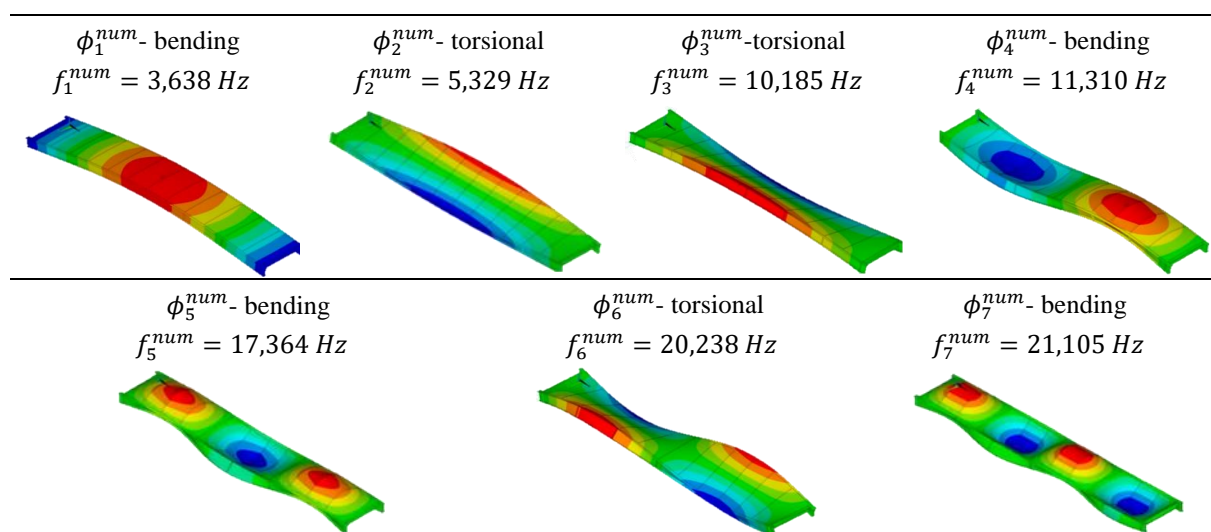 ϕ₁ⁿᵘᵐ- bending
f₁ⁿᵘᵐ = 3,638 Hz
ϕ₂ⁿᵘᵐ- torsional
f₂ⁿᵘᵐ = 5,329 Hz
ϕ₃ⁿᵘᵐ-torsional
f₃ⁿᵘᵐ = 10,185 Hz
ϕ₄ⁿᵘᵐ- bending
f₄ⁿᵘᵐ = 11,310 Hz
ϕ₅ⁿᵘᵐ- bending
f₅ⁿᵘᵐ = 17,364 Hz
ϕ₆ⁿᵘᵐ- torsional
f₆ⁿᵘᵐ = 20,238 Hz
ϕ₇ⁿᵘᵐ- bending
f₇ⁿᵘᵐ = 21,105 Hz